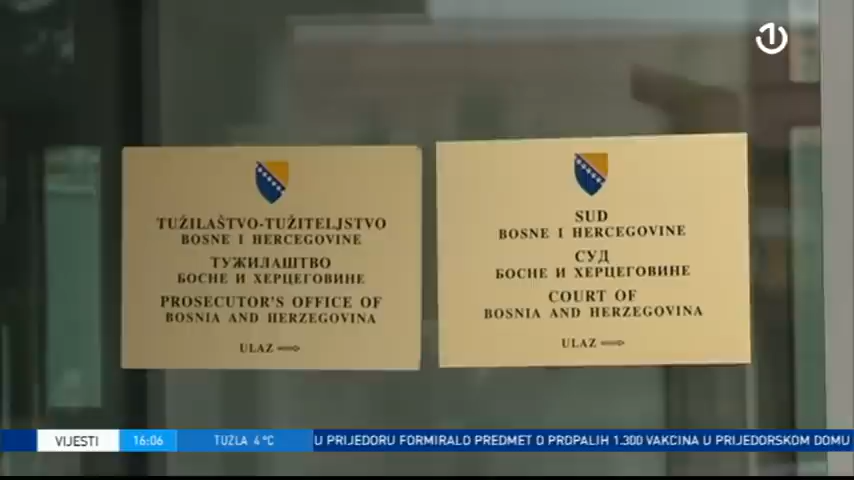 1
TUŽILAŠTVO-TUŽITELJSTVO
BOSNE I HERCEGOVINE
ТУЖИЛАШТВО
БОСНЕ И ХЕРЦЕГОВИНЕ
PROSECUTOR'S OFFICE OF
BOSNIA AND HERZEGOVINA
ULAZ
SUD
BOSNE I HERCEGOVINE
СУД
БОСНЕ И ХЕРЦЕГОВИНЕ
COURT OF
BOSNIA AND HERZEGOVINA
ULAZ
VIJESTI 16:06 TUZLA 4°C U PRIJEDORU FORMIRALO PREDMET O PROPALIH 1.300 VAKCINA U PRIJEDORSKOM DOMU